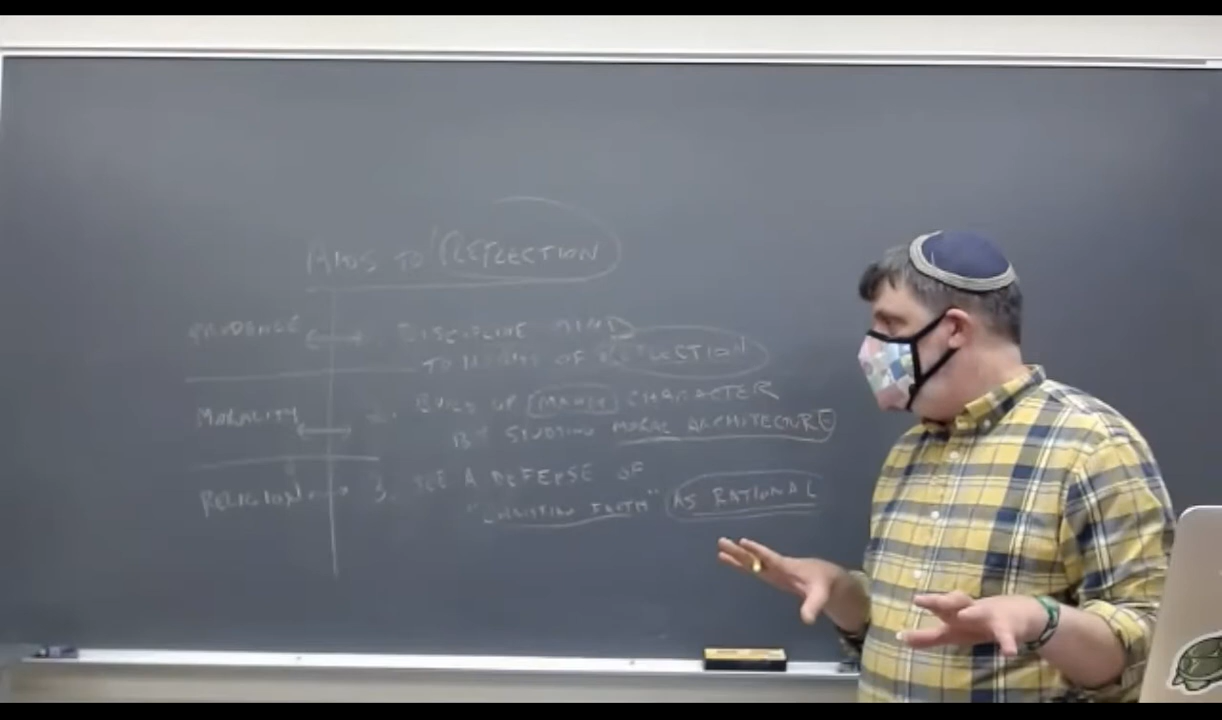 AIDS TO REFLECTION
PRUDENCE DISCIPLINE MIND
TO HABITS OF REFLECTION
MORALITY 2. BUILD UP CHARACTER
BY STUDYING MORAL ARCHITECTURE
RELIGION 3. SEE A DEFENSE OF
"CHRISTIAN FAITH" AS RATIONAL